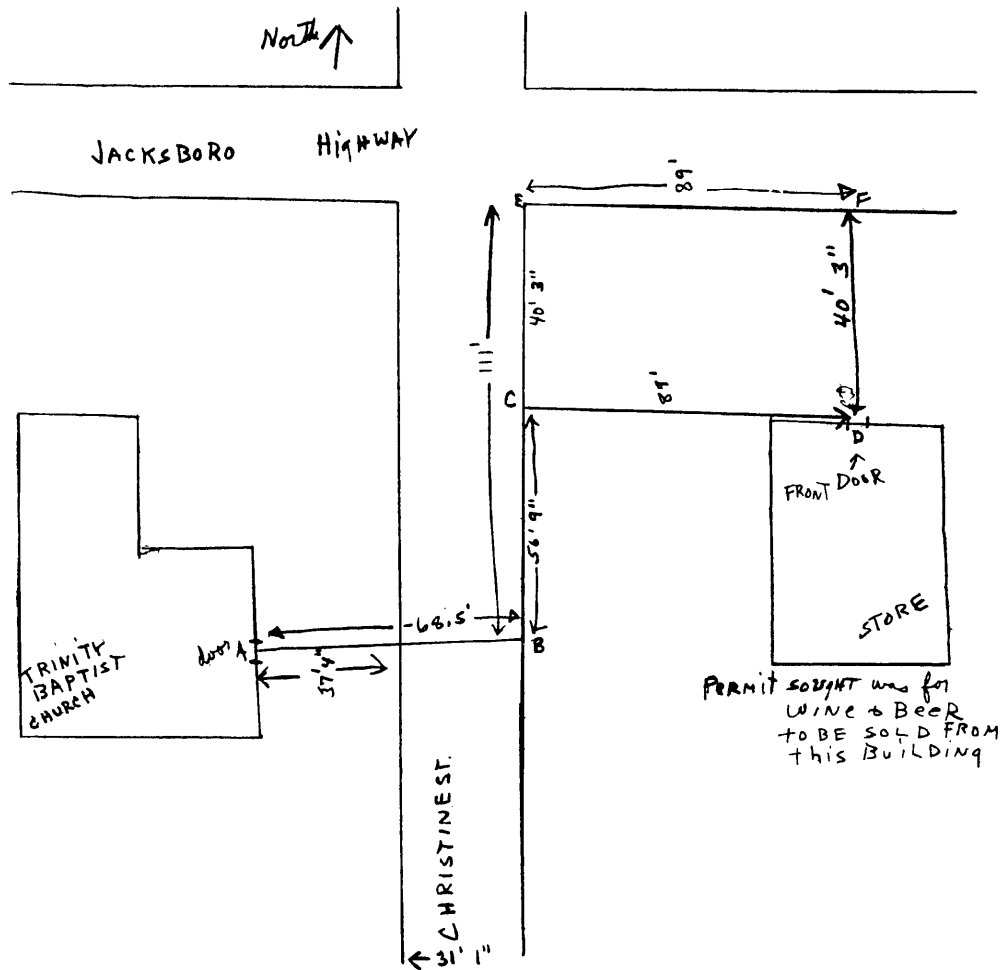 North
JACKSBORO HIGHWAY
89'
E
F
40' 3"
40' 3"
111'
C
89'
D
FRONT DOOR
56' 9"
STORE
68.5'
B
door A
37'4"
TRINITY
BAPTIST
CHURCH
PERMIT SOUGHT was for
WINE & BEER
TO BE SOLD FROM
this BUILDING
CHRISTINE ST.
31' 1"